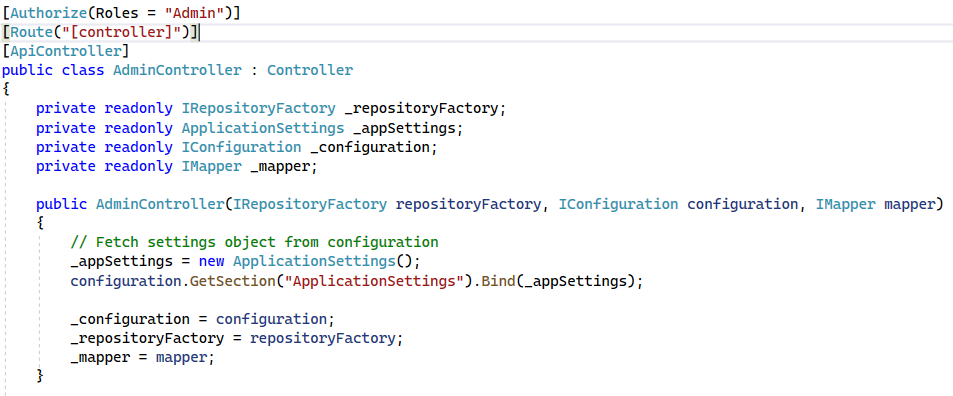 [Authorize(Roles = "Admin")]
[Route("[controller]")]
[ApiController]
public class AdminController : Controller
{
    private readonly IRepositoryFactory _repositoryFactory;
    private readonly ApplicationSettings _appSettings;
    private readonly IConfiguration _configuration;
    private readonly IMapper _mapper;

    public AdminController(IRepositoryFactory repositoryFactory, IConfiguration configuration, IMapper mapper)
    {
        // Fetch settings object from configuration
        _appSettings = new ApplicationSettings();
        configuration.GetSection("ApplicationSettings").Bind(_appSettings);

        _configuration = configuration;
        _repositoryFactory = repositoryFactory;
        _mapper = mapper;
    }